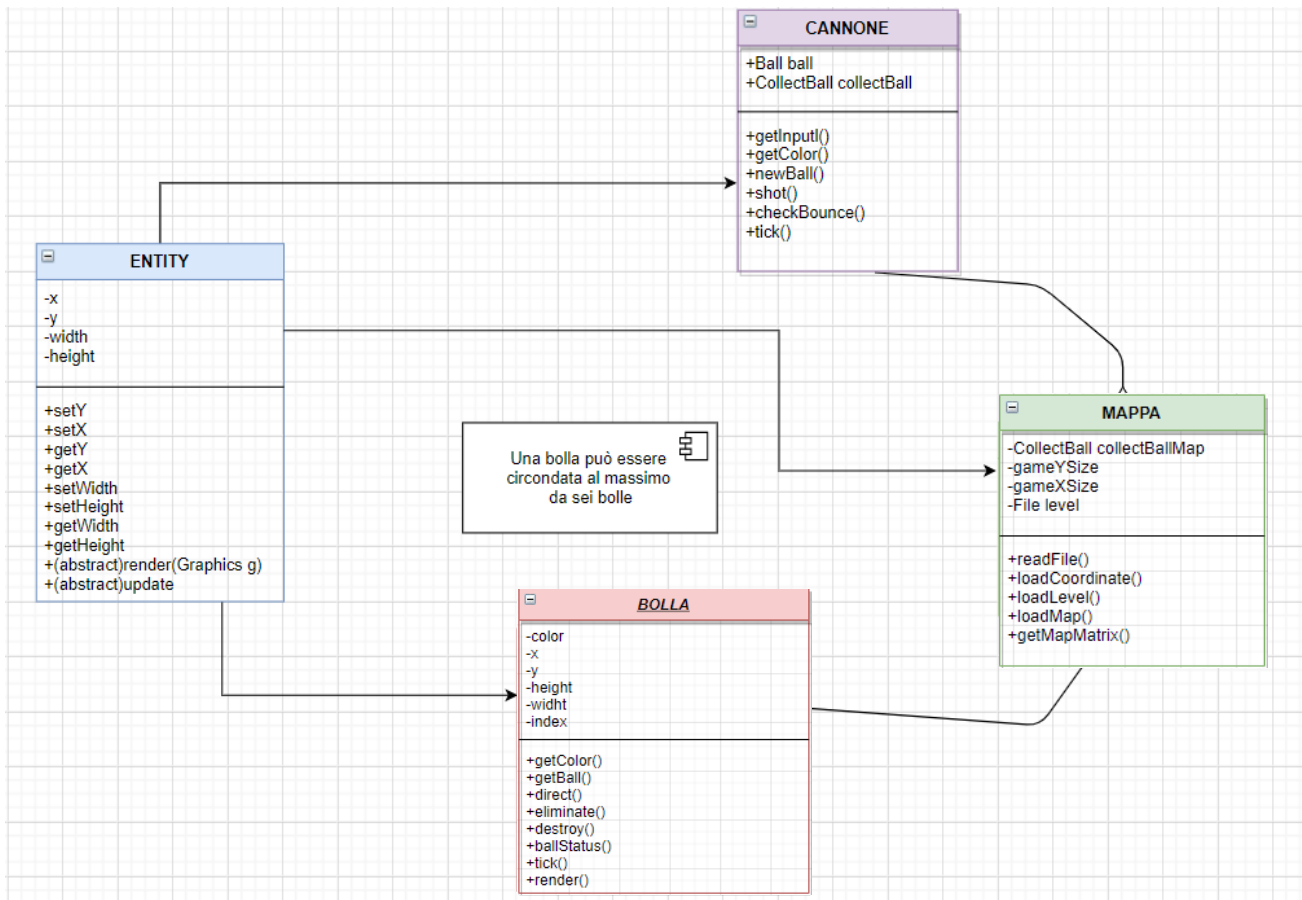 CANNONE
+Ball ball
+CollectBall collectBall
+getInputI()
+getColor()
+newBall()
+shot()
+checkBounce()
+tick()
ENTITY
-x
-y
-width
-height
+setY
+setX
+getY
+getX
+setWidth
+setHeight
+getWidth
+getHeight
+(abstract)render(Graphics g)
+(abstract)update
Una bolla può essere
circondata al massimo
da sei bolle
MAPPA
-CollectBall collectBallMap
-gameYSize
-gameXSize
-File level
+readFile()
+loadCoordinate()
+loadLevel()
+loadMap()
+getMapMatrix()
BOLLA
-color
-x
-y
-height
-widht
-index
+getColor()
+getBall()
+direct()
+eliminate()
+destroy()
+ballStatus()
+tick()
+render()